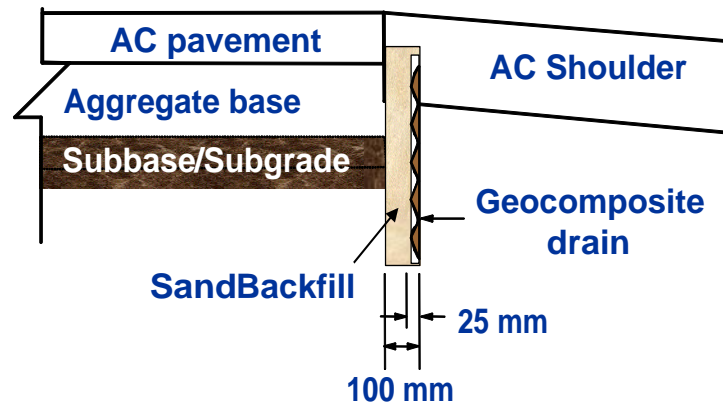 AC pavement
AC Shoulder
Aggregate base
Subbase/Subgrade
Geocomposite
drain
SandBackfill
25 mm
100 mm